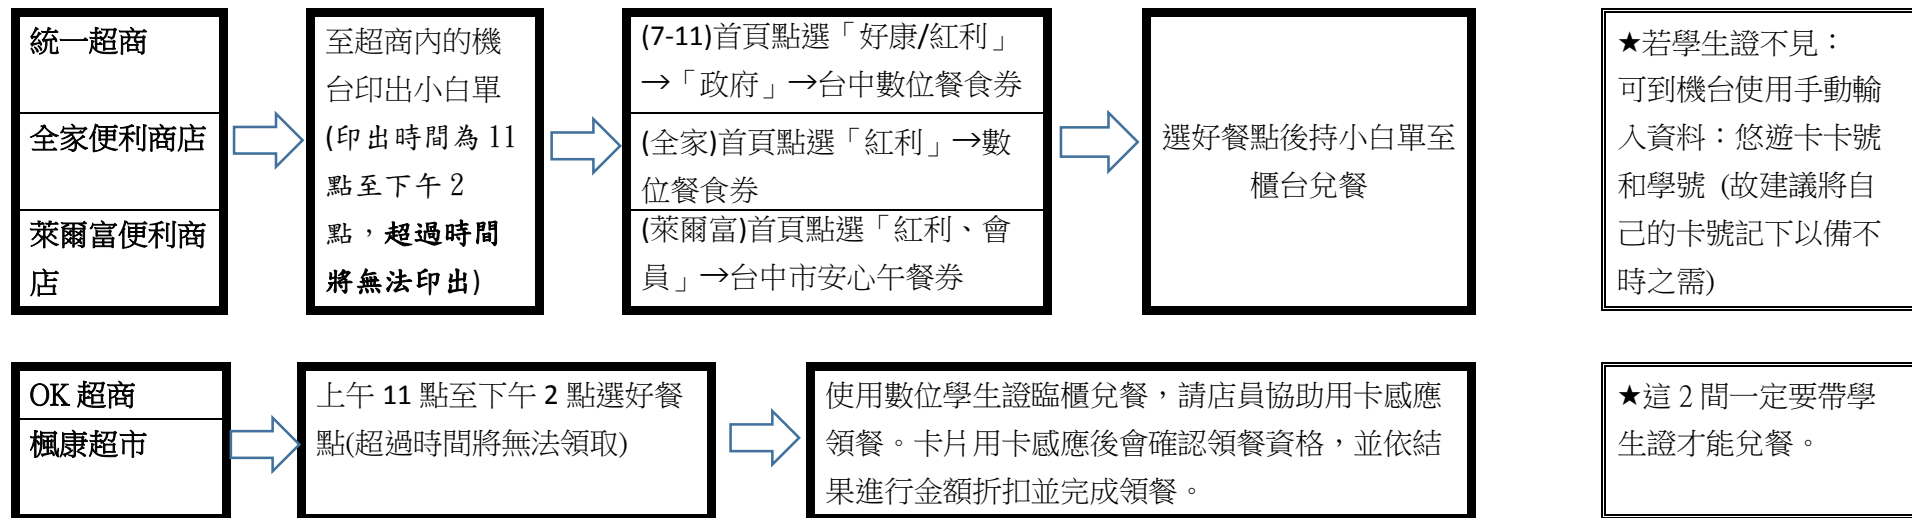 統一超商
全家便利商店
萊爾富便利商
店
至超商內的機
台印出小白單
(印出時間為 11
點至下午 2
點，超過時間
將無法印出)
(7-11)首頁點選「好康/紅利」
→「政府」→台中數位餐食券
(全家)首頁點選「紅利」→數
位餐食券
(萊爾富)首頁點選「紅利、會
員」→台中市安心午餐券
選好餐點後持小白單至
櫃台兌餐
★若學生證不見：
可到機台使用手動輸
入資料：悠遊卡卡號
和學號 (故建議將自
己的卡號記下以備不
時之需)
OK 超商
楓康超市
上午 11 點至下午 2 點選好餐
點(超過時間將無法領取)
使用數位學生證臨櫃兌餐，請店員協助用卡感應
領餐。卡片用卡感應後會確認領餐資格，並依結
果進行金額折扣並完成領餐。
★這 2 間一定要帶學
生證才能兌餐。